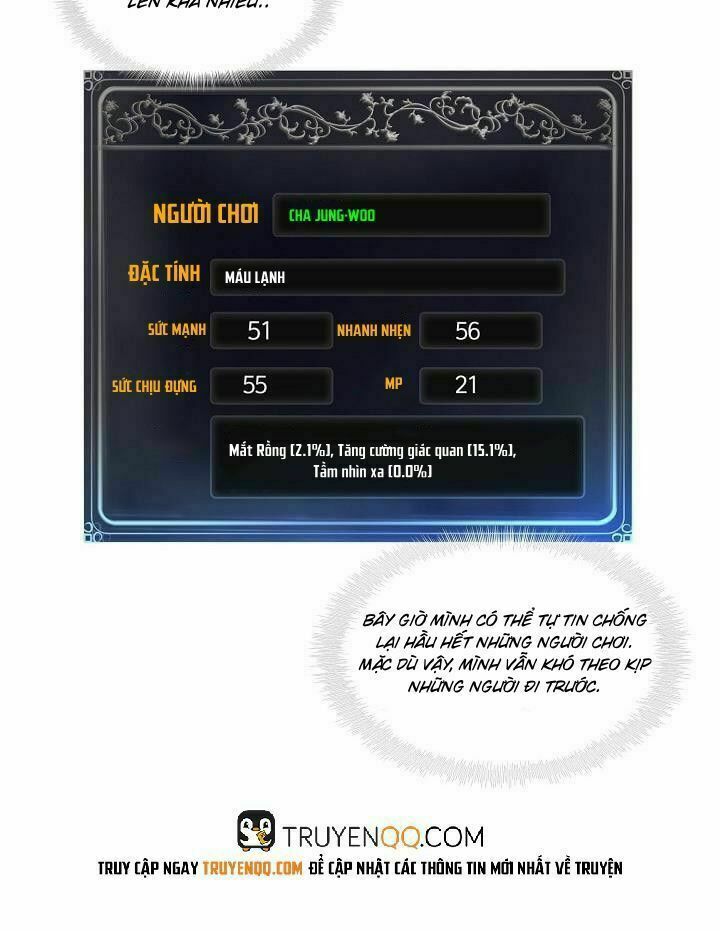 LÊN KHÁ NHIỀU..
NGƯỜI CHƠI CHA JUNG-WOO
ĐẶC TÍNH MÁU LẠNH
SỨC MẠNH 51 NHANH NHẸN 56
SỨC CHỊU ĐỰNG 55 MP 21
Mắt Rồng (2.1%), Tăng cường giác quan (15.1%),
Tầm nhìn xa (0.0%)
BÂY GIỜ MÌNH CÓ THỂ TỰ TIN CHỐNG
LẠI HẦU HẾT NHỮNG NGƯỜI CHƠI.
MẶC DÙ VẬY, MÌNH VẪN KHÓ THEO KỊP
NHỮNG NGƯỜI ĐI TRƯỚC.
TRUYENQQ.COM
TRUY CẬP NGAY TRUYENQQ.COM ĐỂ CẬP NHẬT CÁC THÔNG TIN MỚI NHẤT VỀ TRUYỆN